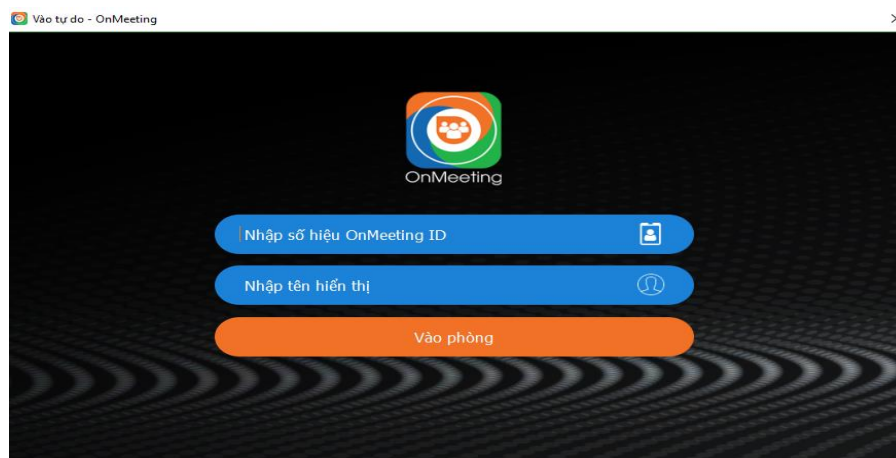 Vào tự do - OnMeeting
OnMeeting
Nhập số hiệu OnMeeting ID
Nhập tên hiển thị
Vào phòng